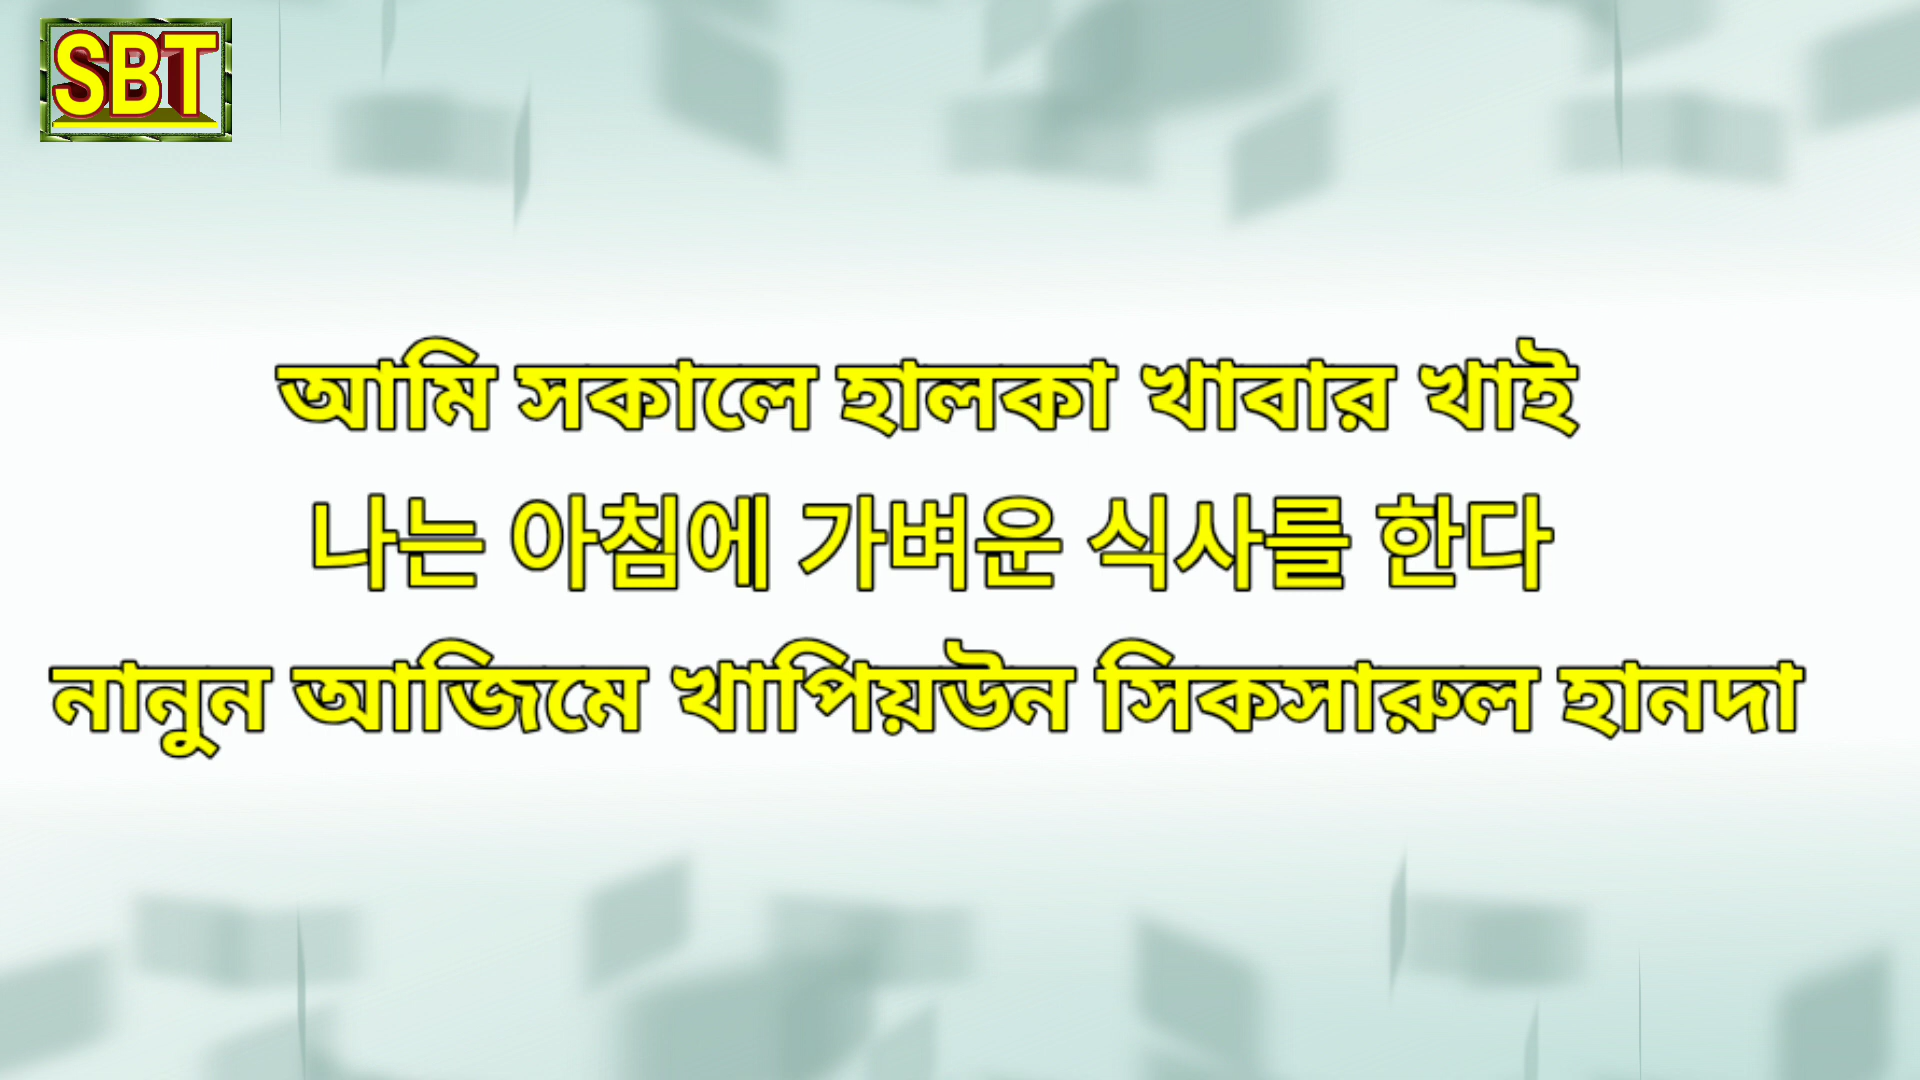 SBT
আমি সকালে হালকা খাবার খাই
나는 아침에 가벼운 식사를 한다
নানুন আজিমে খাপিয়উন সিকসারুল হানদা